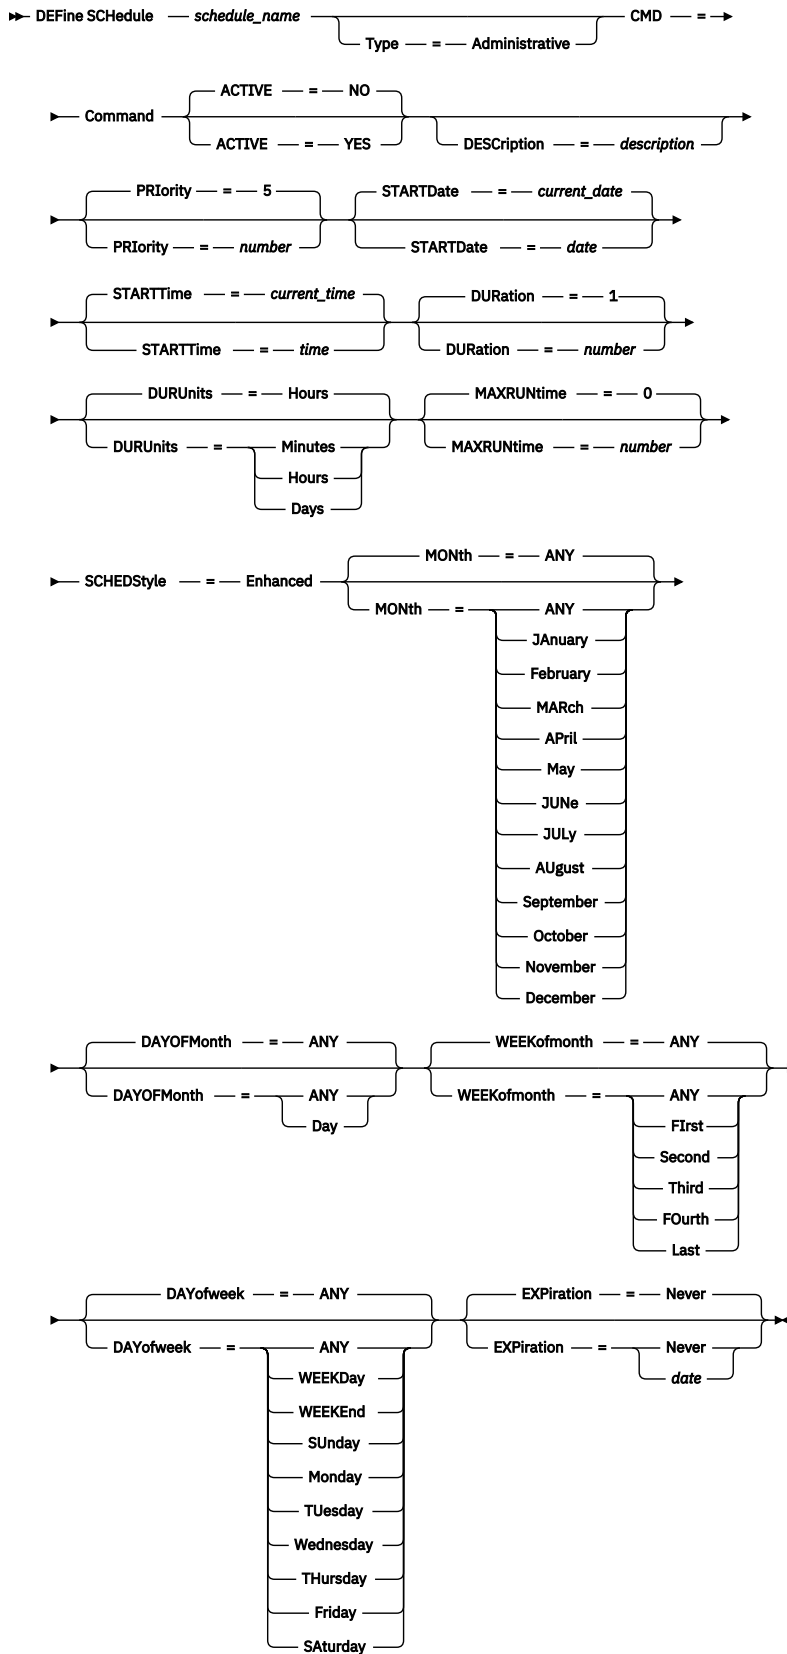 DEFine SCHedule schedule_name CMD =
Type = Administrative
ACTIVE = NO
Command
ACTIVE = YES
DESCription = description
PRIority = 5
PRIority = number
STARTDate = current_date
STARTDate = date
STARTTime = current_time
STARTTime = time
DURation = 1
DURation = number
DURUnits = Hours
DURUnits = Minutes
Hours
Days
MAXRUNtime = 0
MAXRUNtime = number
SCHEDStyle = Enhanced
MONth = ANY
MONth = ANY
JAnuary
February
MARch
APril
May
JUNe
JULy
AUgust
September
October
November
December
DAYOFMonth = ANY
DAYOFMonth = ANY
Day
WEEKofmonth = ANY
WEEKofmonth = ANY
FIrst
Second
Third
FOurth
Last
DAYofweek = ANY
DAYofweek = ANY
WEEKDay
WEEKEnd
SUnday
Monday
TUesday
Wednesday
THursday
Friday
SAturday
EXPiration = Never
EXPiration = Never
date